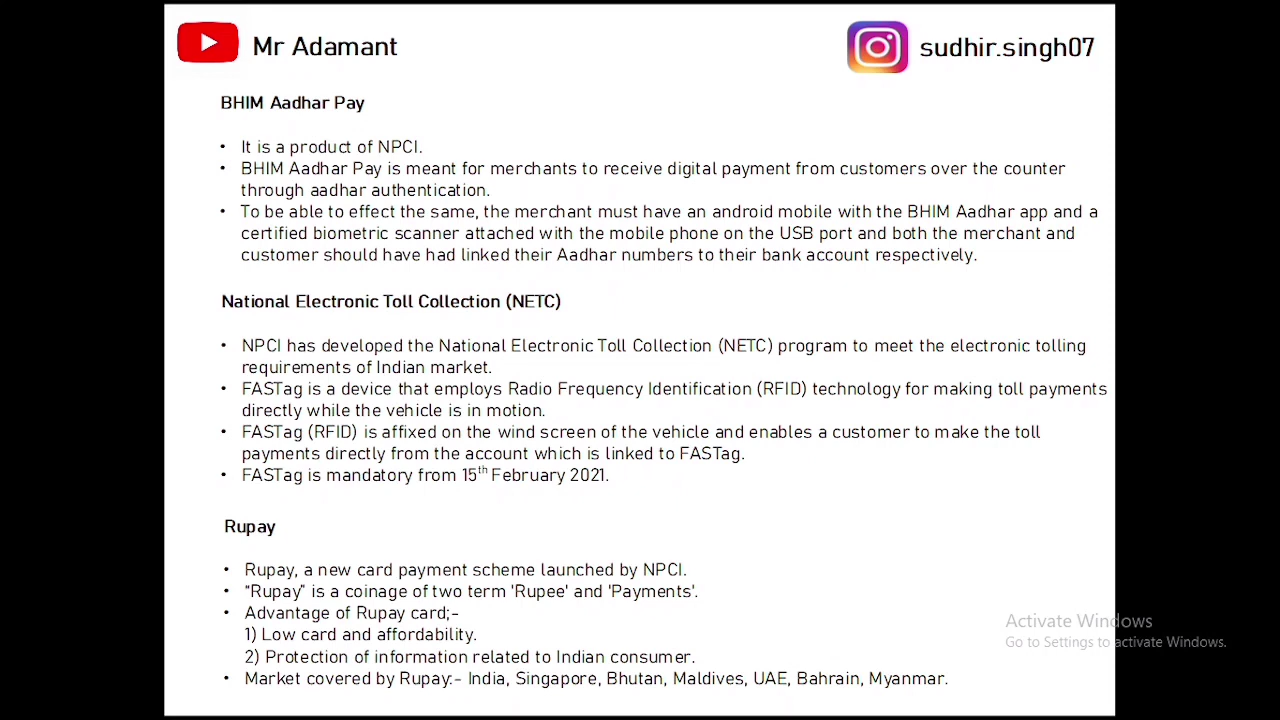 Mr Adamant
sudhir.singh07
BHIM Aadhar Pay
• It is a product of NPCI.
• BHIM Aadhar Pay is meant for merchants to receive digital payment from customers over the counter
through aadhar authentication.
• To be able to effect the same, the merchant must have an android mobile with the BHIM Aadhar app and a
certified biometric scanner attached with the mobile phone on the USB port and both the merchant and
customer should have had linked their Aadhar numbers to their bank account respectively.
National Electronic Toll Collection (NETC)
• NPCI has developed the National Electronic Toll Collection (NETC) program to meet the electronic tolling
requirements of Indian market.
• FASTag is a device that employs Radio Frequency Identification (RFID) technology for making toll payments
directly while the vehicle is in motion.
• FASTag (RFID) is affixed on the wind screen of the vehicle and enables a customer to make the toll
payments directly from the account which is linked to FASTag.
• FASTag is mandatory from 15th February 2021.
Rupay
• Rupay, a new card payment scheme launched by NPCI.
• "Rupay" is a coinage of two term 'Rupee' and 'Payments'.
• Advantage of Rupay card;-
1) Low card and affordability.
2) Protection of information related to Indian consumer.
• Market covered by Rupay:- India, Singapore, Bhutan, Maldives, UAE, Bahrain, Myanmar.
Activate Windows
Go to Settings to activate Windows.